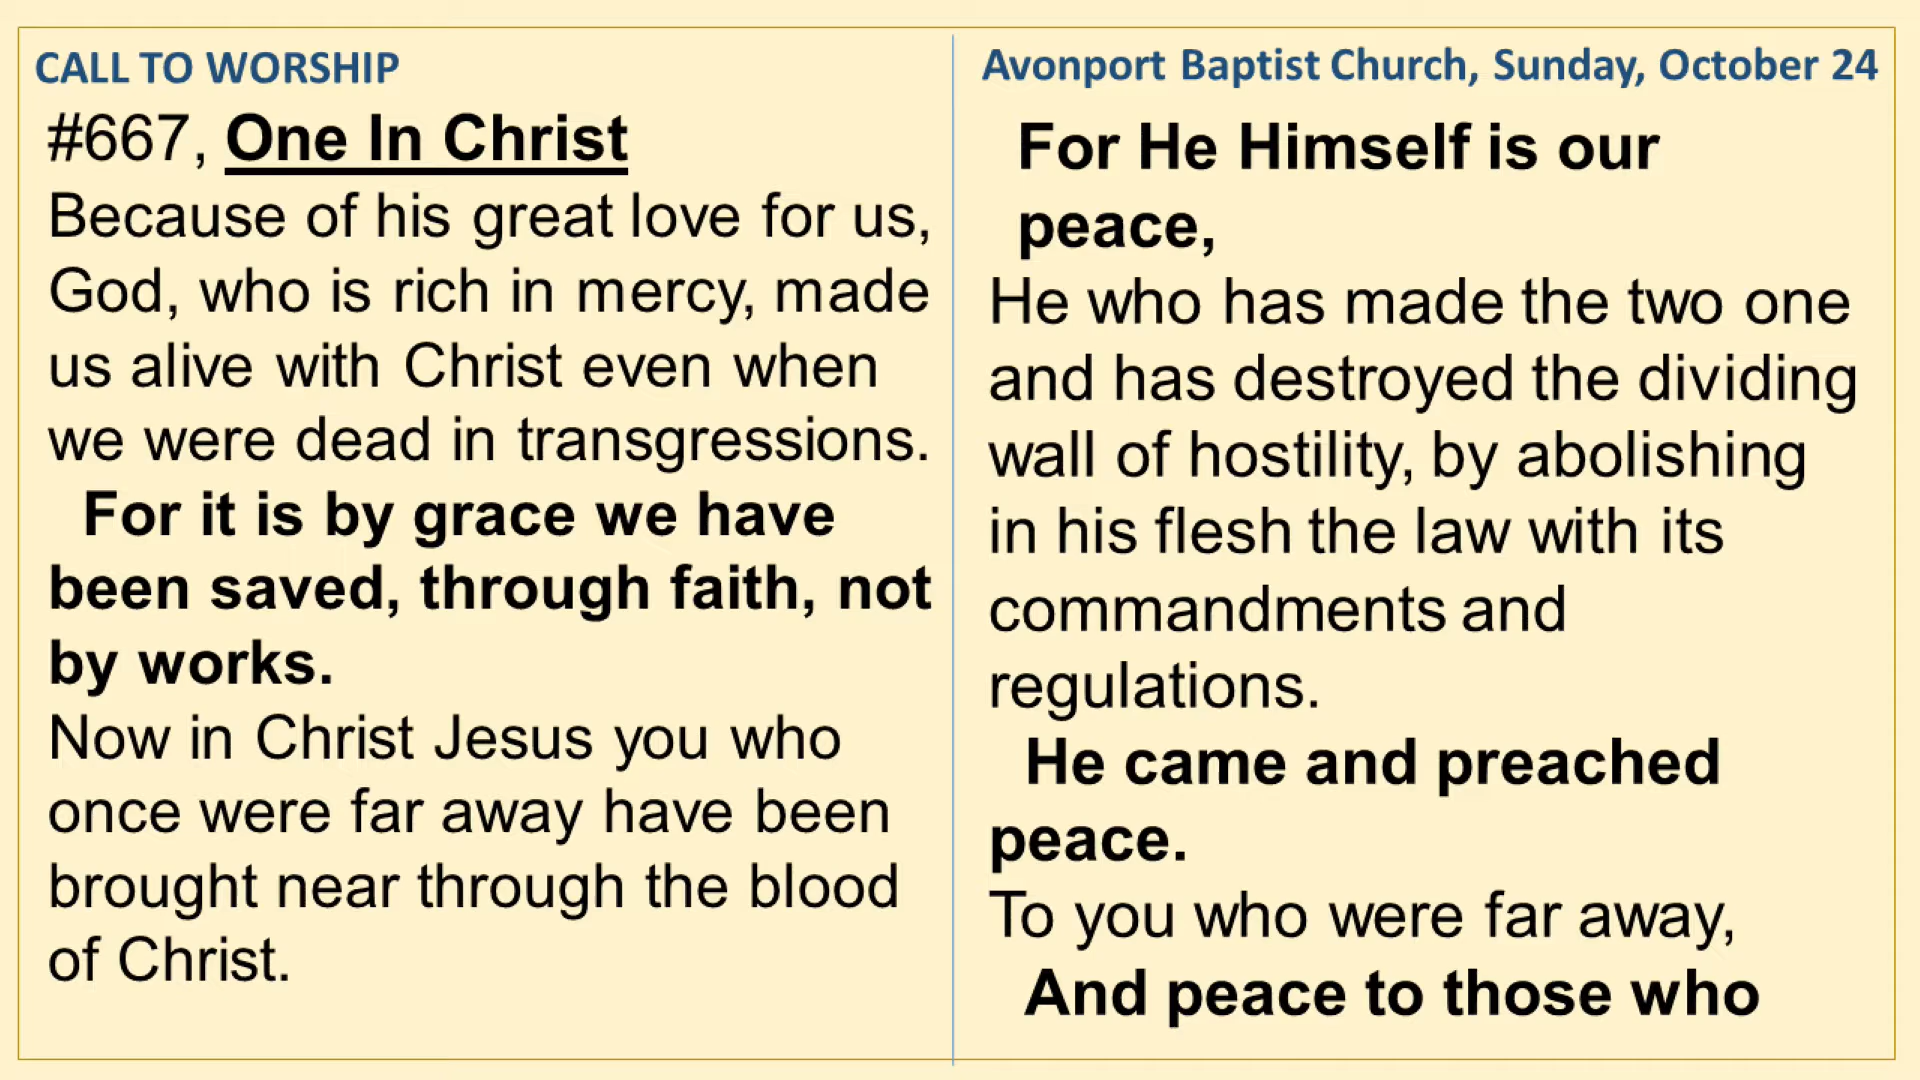 CALL TO WORSHIP
#667, One In Christ
Because of his great love for us,
God, who is rich in mercy, made
us alive with Christ even when
we were dead in transgressions.
For it is by grace we have
been saved, through faith, not
by works.
Now in Christ Jesus you who
once were far away have been
brought near through the blood
of Christ.
Avonport Baptist Church, Sunday, October 24
For He Himself is our
peace,
He who has made the two one
and has destroyed the dividing
wall of hostility, by abolishing
in his flesh the law with its
commandments and
regulations.
He came and preached
peace.
To you who were far away,
And peace to those who